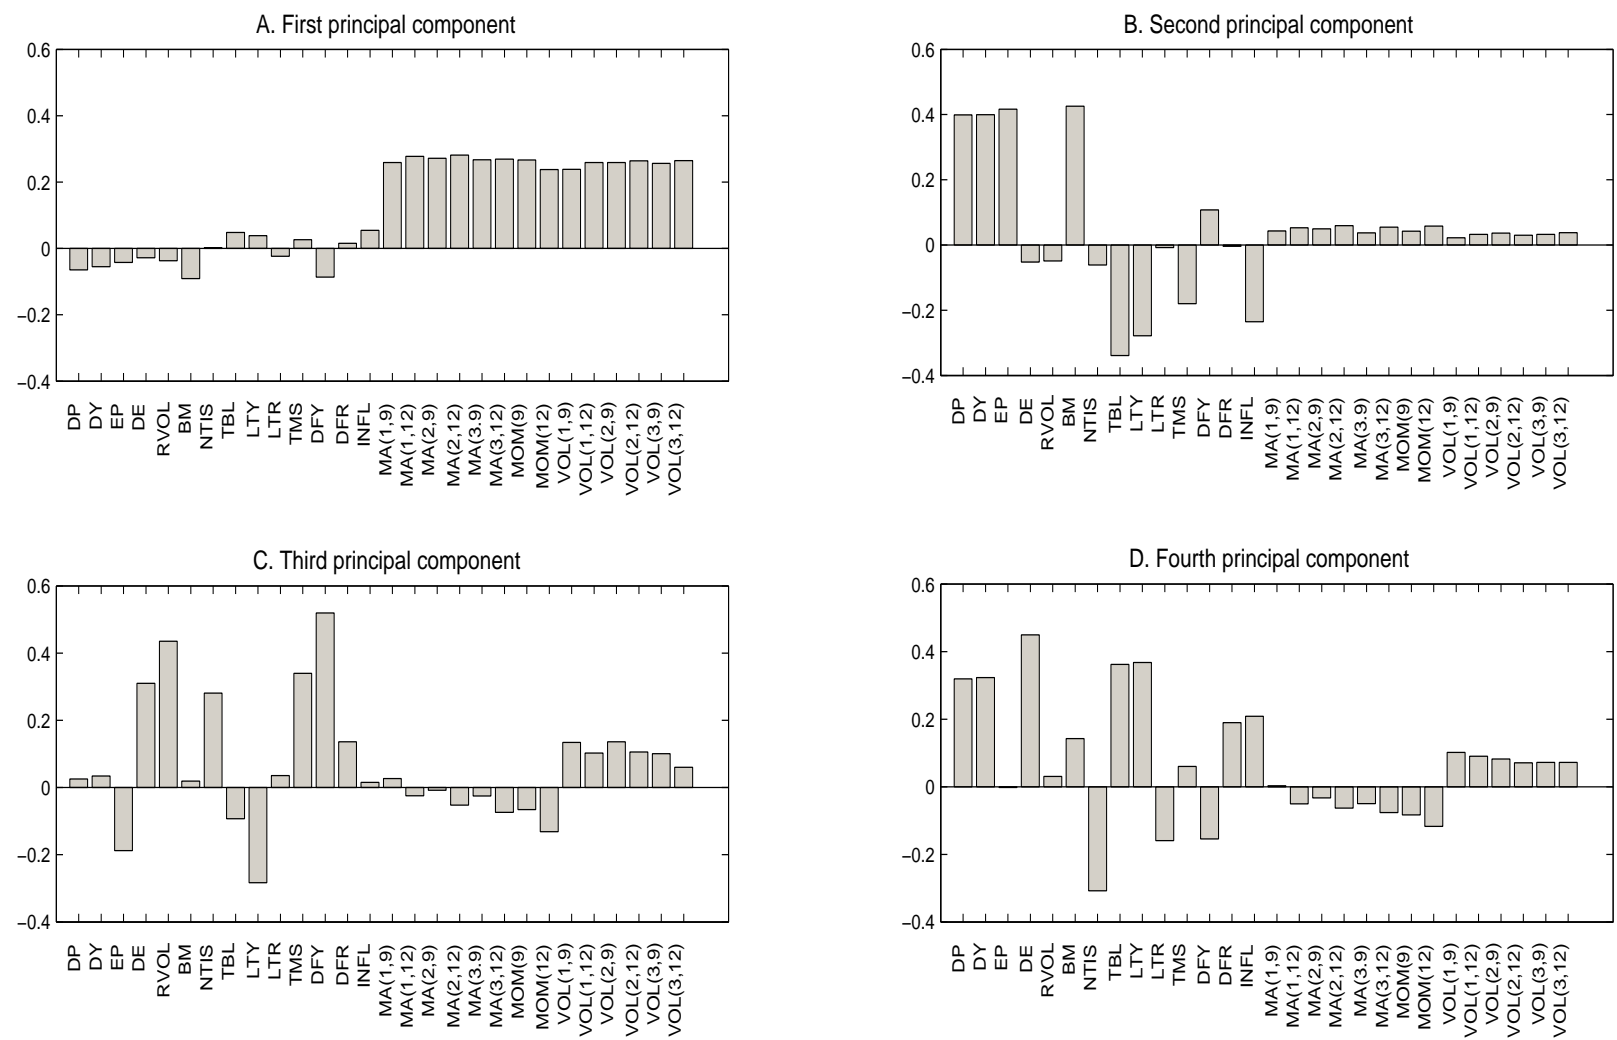 A. First principal component
0.6
0.4
0.2
0
−0.2
−0.4
DP
DY
EP
DE
RVOL
BM
NTIS
TBL
LTY
LTR
TMS
DFY
DFR
INFL
MA(1,9)
MA(1,12)
MA(2,9)
MA(2,12)
MA(3.9)
MA(3,12)
MOM(9)
MOM(12)
VOL(1,9)
VOL(1,12)
VOL(2,9)
VOL(2,12)
VOL(3,9)
VOL(3,12)
B. Second principal component
0.6
0.4
0.2
0
−0.2
−0.4
DP
DY
EP
DE
RVOL
BM
NTIS
TBL
LTY
LTR
TMS
DFY
DFR
INFL
MA(1,9)
MA(1,12)
MA(2,9)
MA(2,12)
MA(3.9)
MA(3,12)
MOM(9)
MOM(12)
VOL(1,9)
VOL(1,12)
VOL(2,9)
VOL(2,12)
VOL(3,9)
VOL(3,12)
C. Third principal component
0.6
0.4
0.2
0
−0.2
−0.4
DP
DY
EP
DE
RVOL
BM
NTIS
TBL
LTY
LTR
TMS
DFY
DFR
INFL
MA(1,9)
MA(1,12)
MA(2,9)
MA(2,12)
MA(3.9)
MA(3,12)
MOM(9)
MOM(12)
VOL(1,9)
VOL(1,12)
VOL(2,9)
VOL(2,12)
VOL(3,9)
VOL(3,12)
D. Fourth principal component
0.6
0.4
0.2
0
−0.2
−0.4
DP
DY
EP
DE
RVOL
BM
NTIS
TBL
LTY
LTR
TMS
DFY
DFR
INFL
MA(1,9)
MA(1,12)
MA(2,9)
MA(2,12)
MA(3.9)
MA(3,12)
MOM(9)
MOM(12)
VOL(1,9)
VOL(1,12)
VOL(2,9)
VOL(2,12)
VOL(3,9)
VOL(3,12)